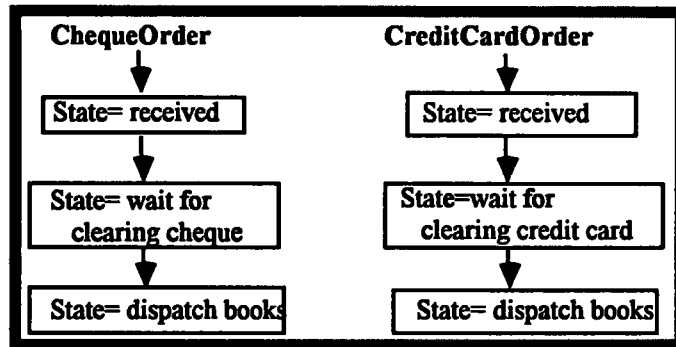 ChequeOrder
State= received
State= wait for
clearing cheque
State= dispatch books
CreditCardOrder
State= received
State=wait for
clearing credit card
State= dispatch books